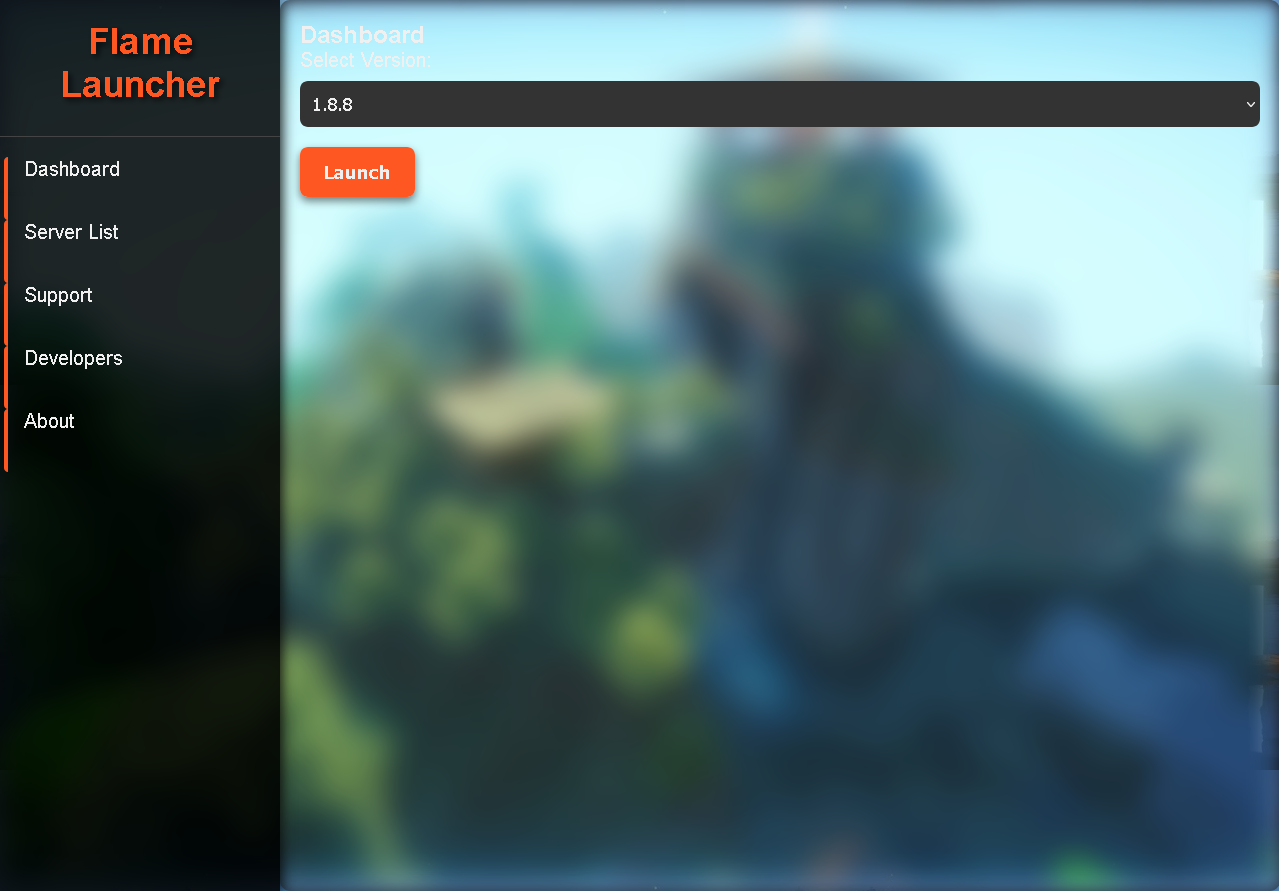 Flame
Launcher
Dashboard
Server List
Support
Developers
About
Dashboard
Select Version:
1.8.8
Launch